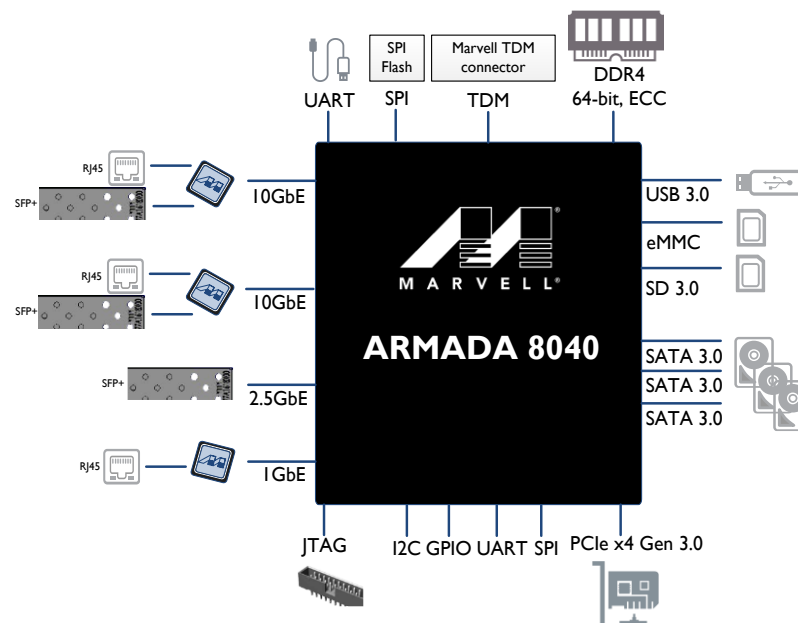 SPI
Flash
Marvell TDM
connector
UART
SPI
TDM
DDR4
64-bit, ECC
RJ45
SFP+
10GbE
RJ45
SFP+
10GbE
SFP+
2.5GbE
RJ45
1GbE
MARVELL®
ARMADA 8040
USB 3.0
eMMC
SD 3.0
SATA 3.0
SATA 3.0
SATA 3.0
JTAG
I2C GPIO UART SPI
PCIe x4 Gen 3.0